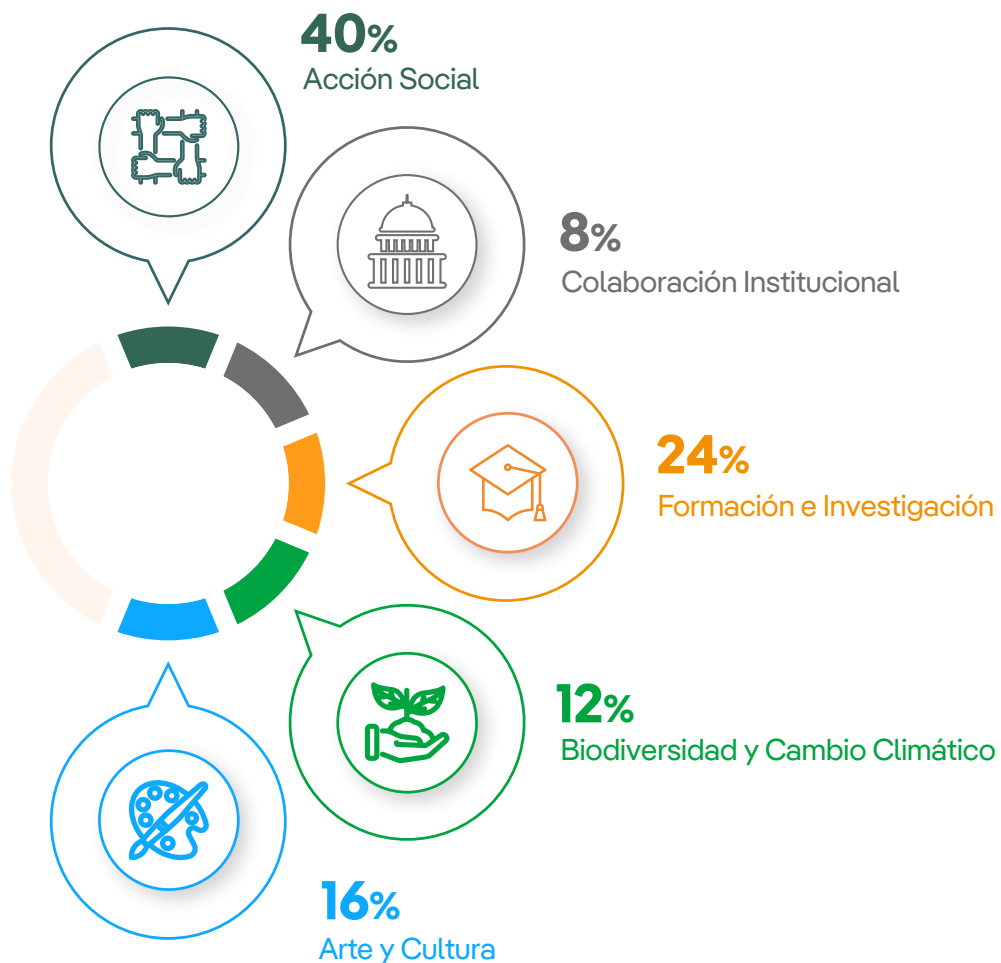 40%
Acción Social
8%
Colaboración Institucional
24%
Formación e Investigación
12%
Biodiversidad y Cambio Climático
16%
Arte y Cultura